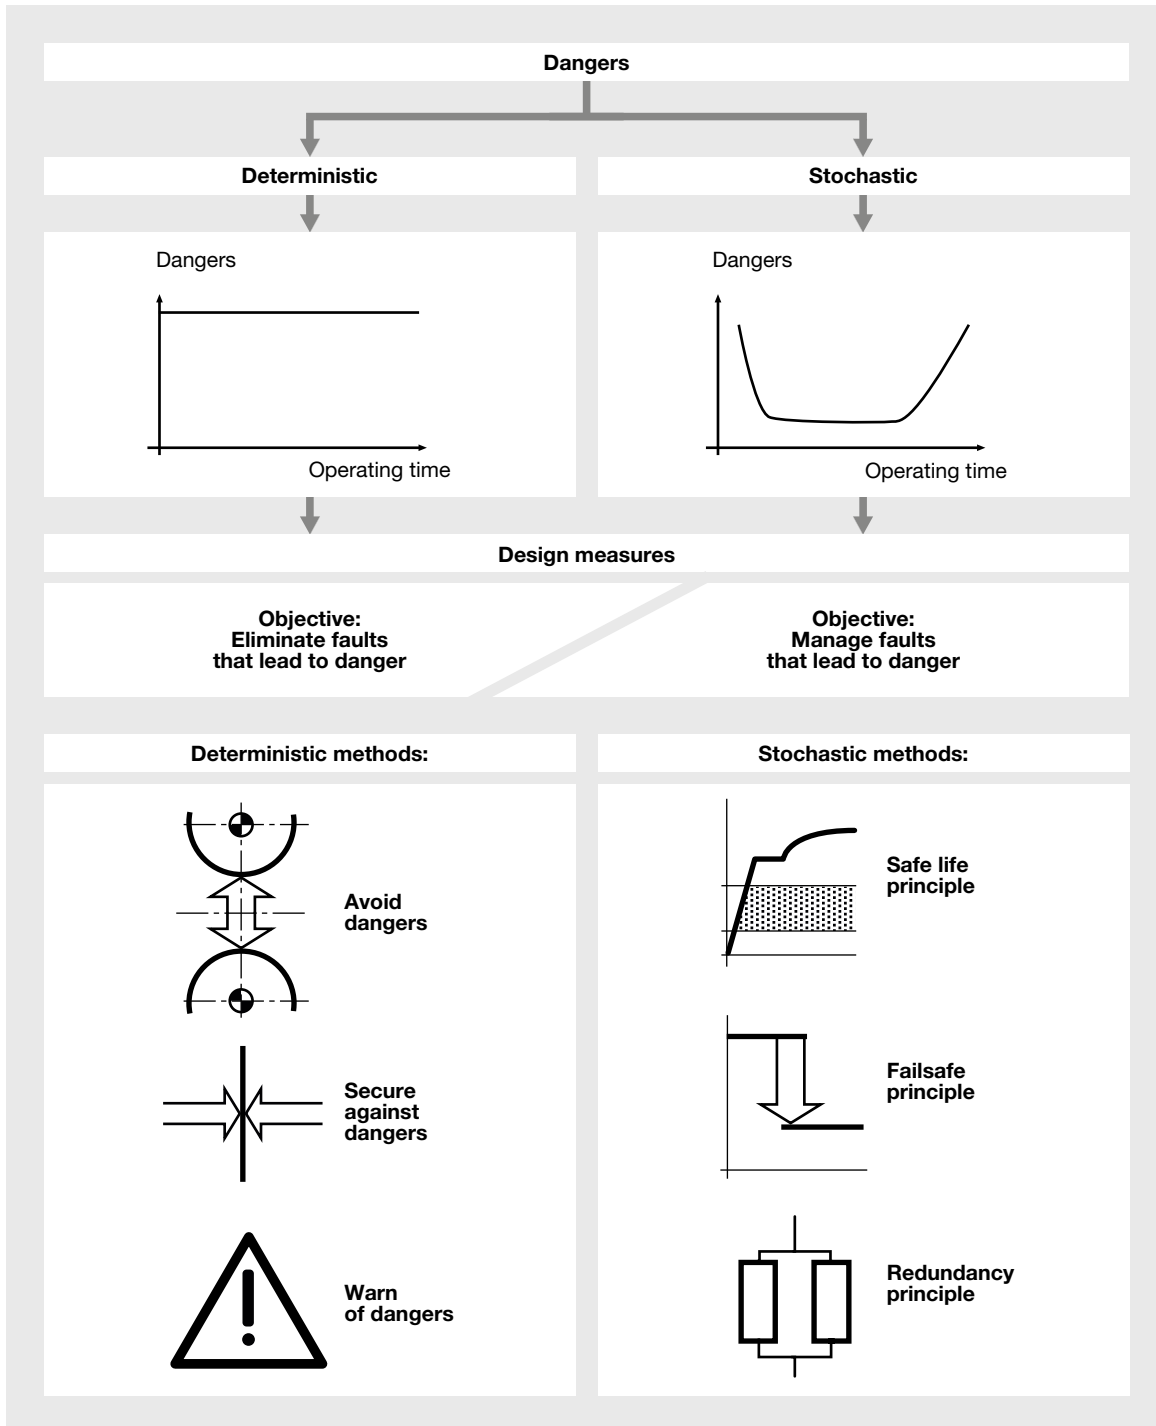 Dangers
Deterministic
Stochastic
Dangers
Operating time
Dangers
Operating time
Design measures
Objective:
Eliminate faults
that lead to danger
Objective:
Manage faults
that lead to danger
Deterministic methods:
Avoid
dangers
Secure
against
dangers
Warn
of dangers
Stochastic methods:
Safe life
principle
Failsafe
principle
Redundancy
principle